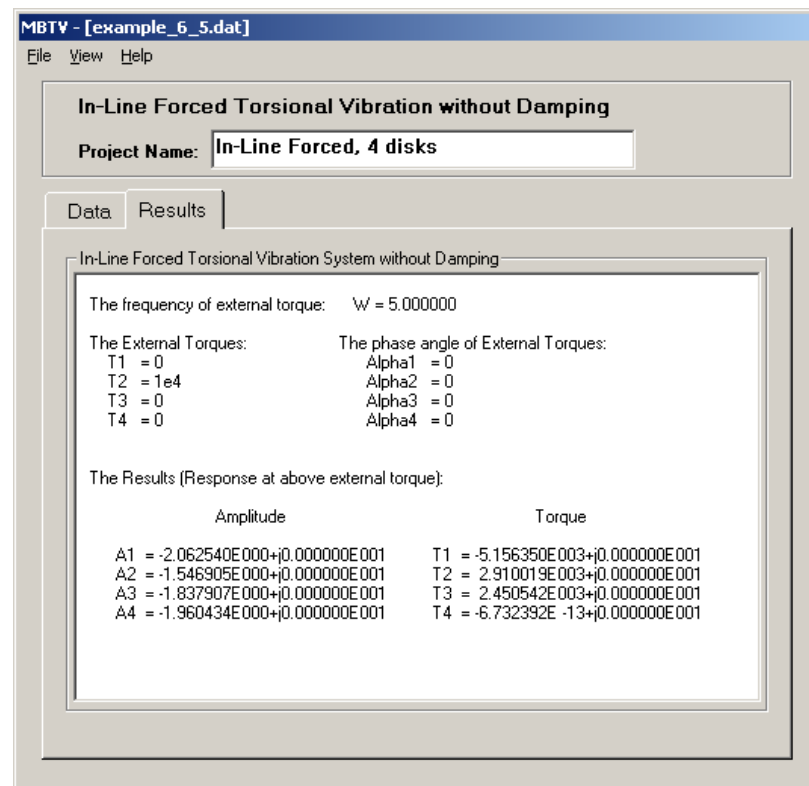 MBTV - [example_6_5.dat]
File View Help
In-Line Forced Torsional Vibration without Damping
Project Name: In-Line Forced, 4 disks
Data Results
In-Line Forced Torsional Vibration System without Damping
The frequency of external torque: W = 5.000000
The External Torques: The phase angle of External Torques:
T1 = 0 Alpha1 = 0
T2 = 1e4 Alpha2 = 0
T3 = 0 Alpha3 = 0
T4 = 0 Alpha4 = 0
The Results (Response at above external torque):
Amplitude Torque
A1 = -2.062540E000+j0.000000E001 T1 = -5.156350E003+j0.000000E001
A2 = -1.546905E000+j0.000000E001 T2 = 2.910019E003+j0.000000E001
A3 = -1.837907E000+j0.000000E001 T3 = 2.450542E003+j0.000000E001
A4 = -1.960434E000+j0.000000E001 T4 = -6.732392E -13+j0.000000E001